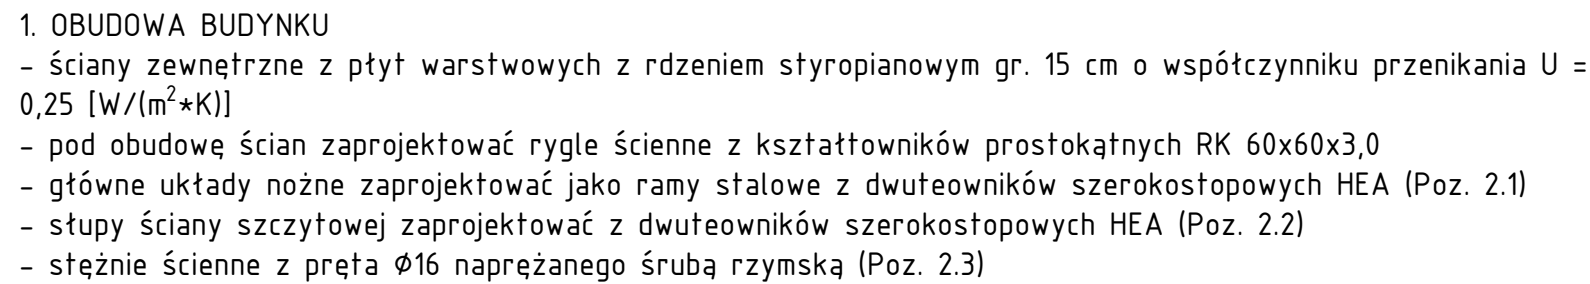 1. OBUDOWA BUDYNKU
- ściany zewnętrzne z płyt warstwowych z rdzeniem styropianowym gr. 15 cm o współczynniku przenikania U =
0,25 [W/(m²*K)]
- pod obudowę ścian zaprojektować rygle ścienne z kształtowników prostokątnych RK 60x60x3,0
- główne układy nożne zaprojektować jako ramy stalowe z dwuteowników szerokostopowych HEA (Poz. 2.1)
- słupy ściany szczytowej zaprojektować z dwuteowników szerokostopowych HEA (Poz. 2.2)
- stężnie ścienne z pręta Ø16 naprężanego śrubą rzymską (Poz. 2.3)